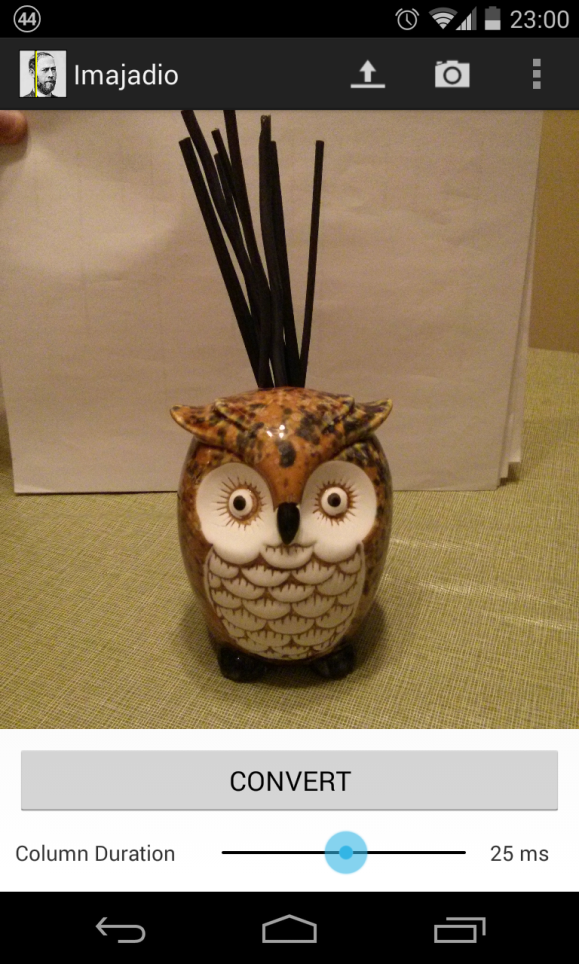 44
23:00
Imajadio
CONVERT
Column Duration 25 ms